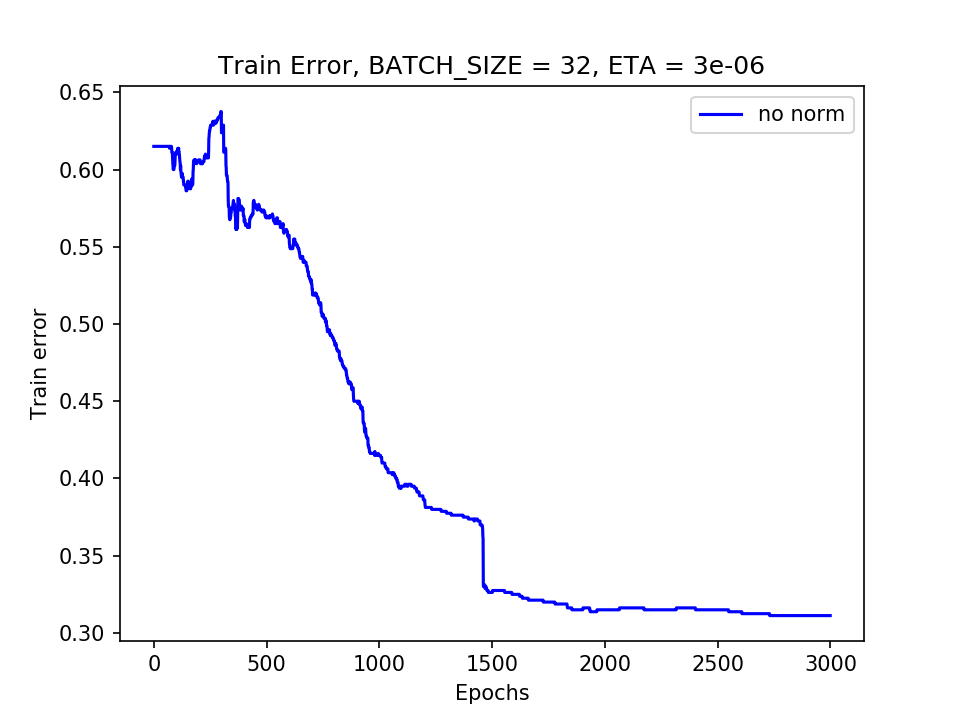 Train Error, BATCH_SIZE = 32, ETA = 3e-06
no norm
0.65
0.60
0.55
0.50
0.45
0.40
0.35
0.30
Train error
0 500 1000 1500 2000 2500 3000
Epochs